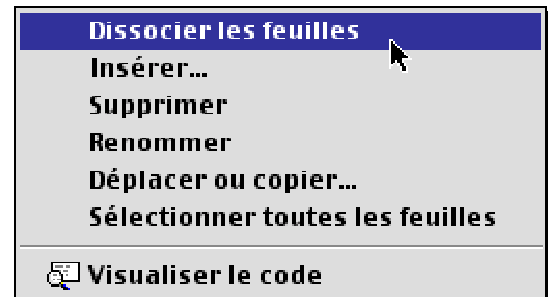 Dissocier les feuilles
Insérer...
Supprimer
Renommer
Déplacer ou copier...
Sélectionner toutes les feuilles
Visualiser le code